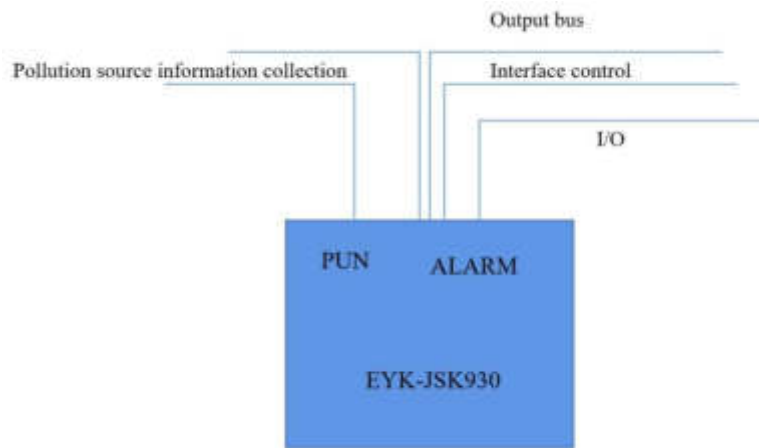 Output bus
Pollution source information collection
Interface control
I/O
PUN
ALARM
EYK-JSK930